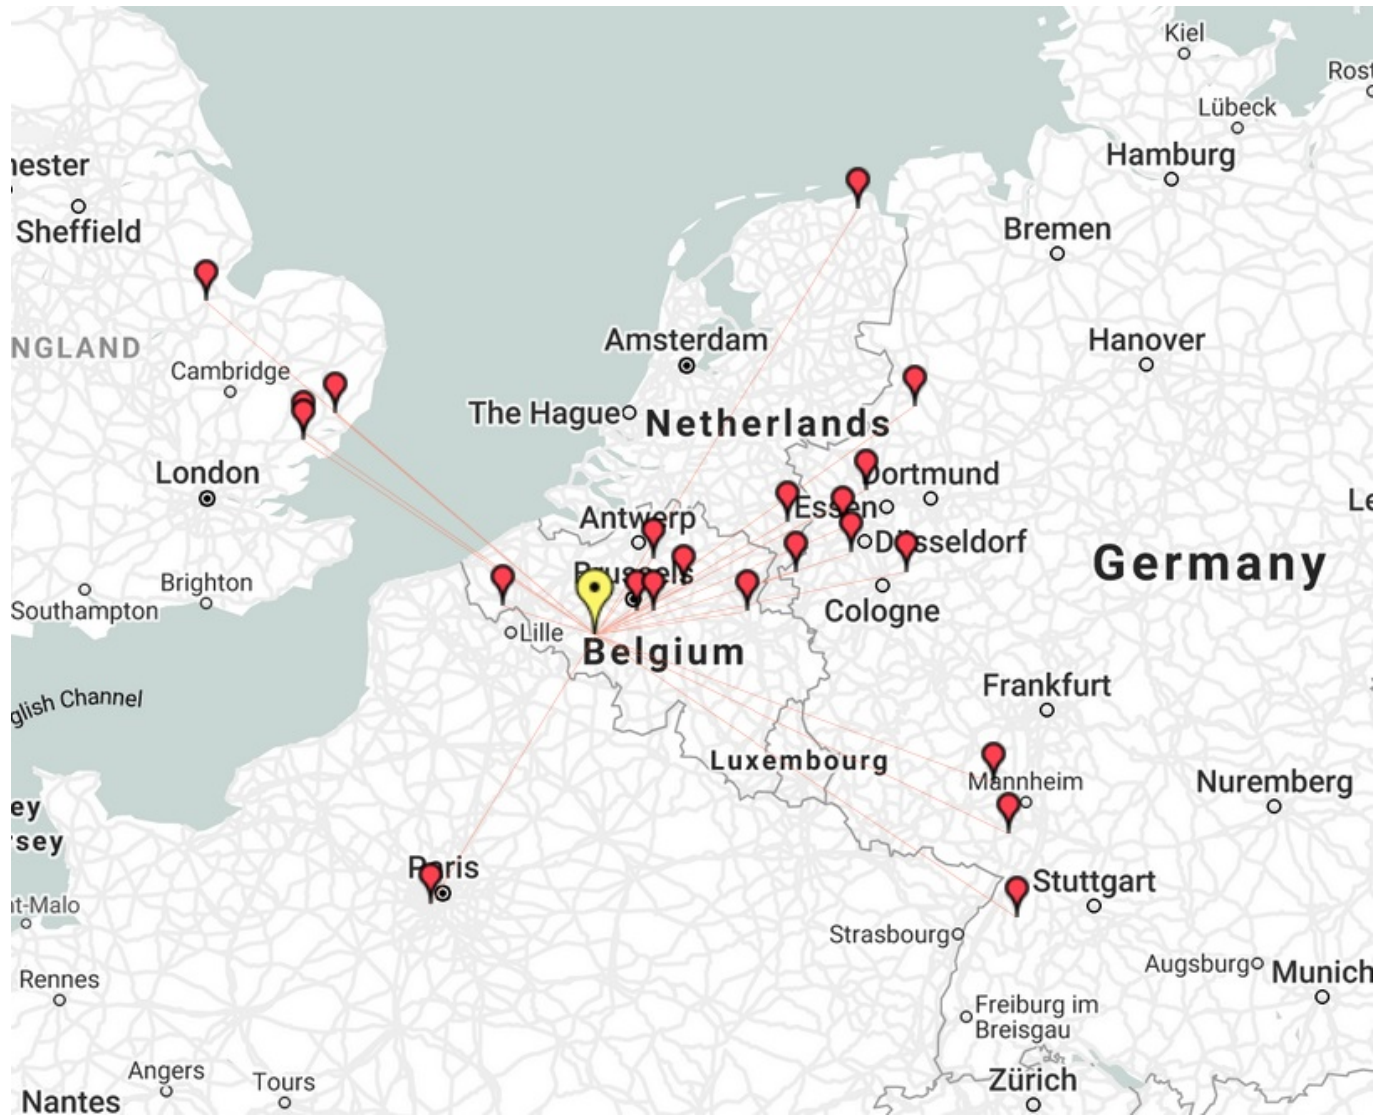 Kiel
Rost
Lübeck
hester
Hamburg
Sheffield
Bremen
NGLAND
Amsterdam
Hanover
Cambridge
The Hague
Netherlands
London
Dortmund
Essen
Le
Antwerp
Düsseldorf
Germany
Brussels
Brighton
Southampton
Cologne
Lille
Belgium
Frankfurt
glish Channel
Luxembourg
Mannheim
Nuremberg
ey
rsey
Paris
Stuttgart
nt-Malo
Strasbourg
Augsburg
Munich
Rennes
Freiburg im
Breisgau
Angers
Tours
Zürich
Nantes